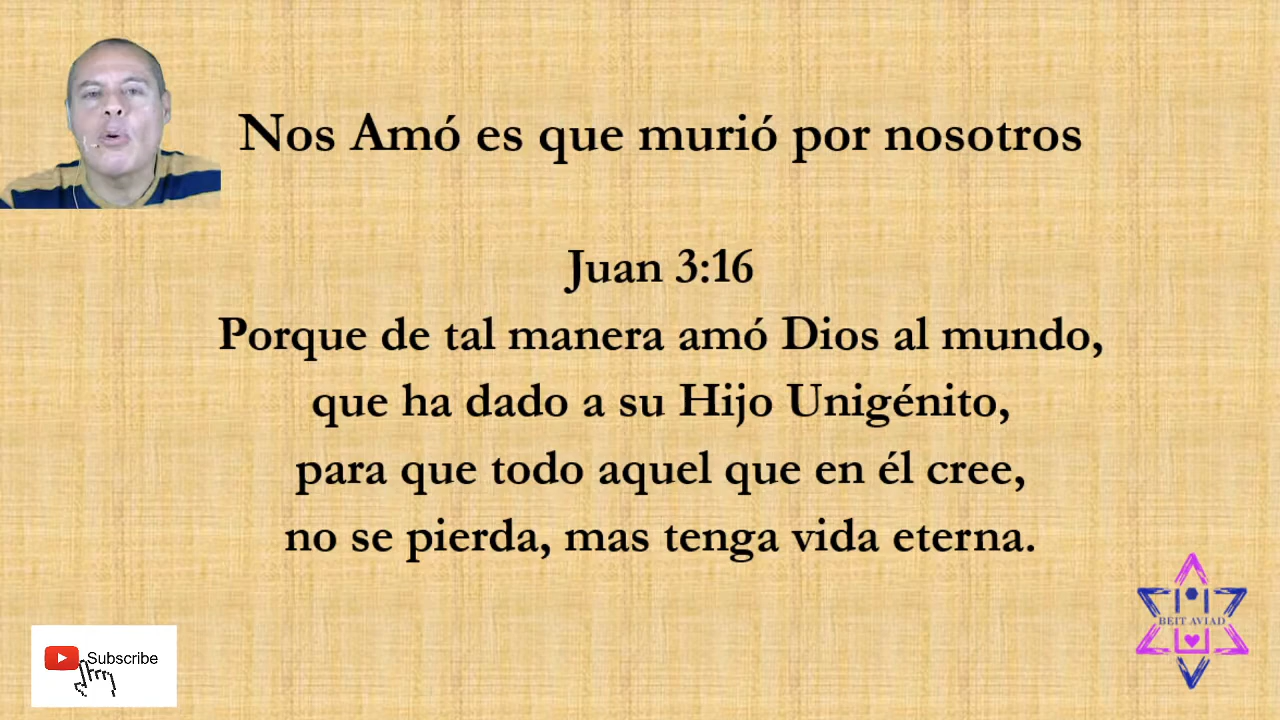 Nos Amó es que murió por nosotros
Juan 3:16
Porque de tal manera amó Dios al mundo,
que ha dado a su Hijo Unigénito,
para que todo aquel que en él cree,
no se pierda, mas tenga vida eterna.
BEIT AVIAD
Subscribe